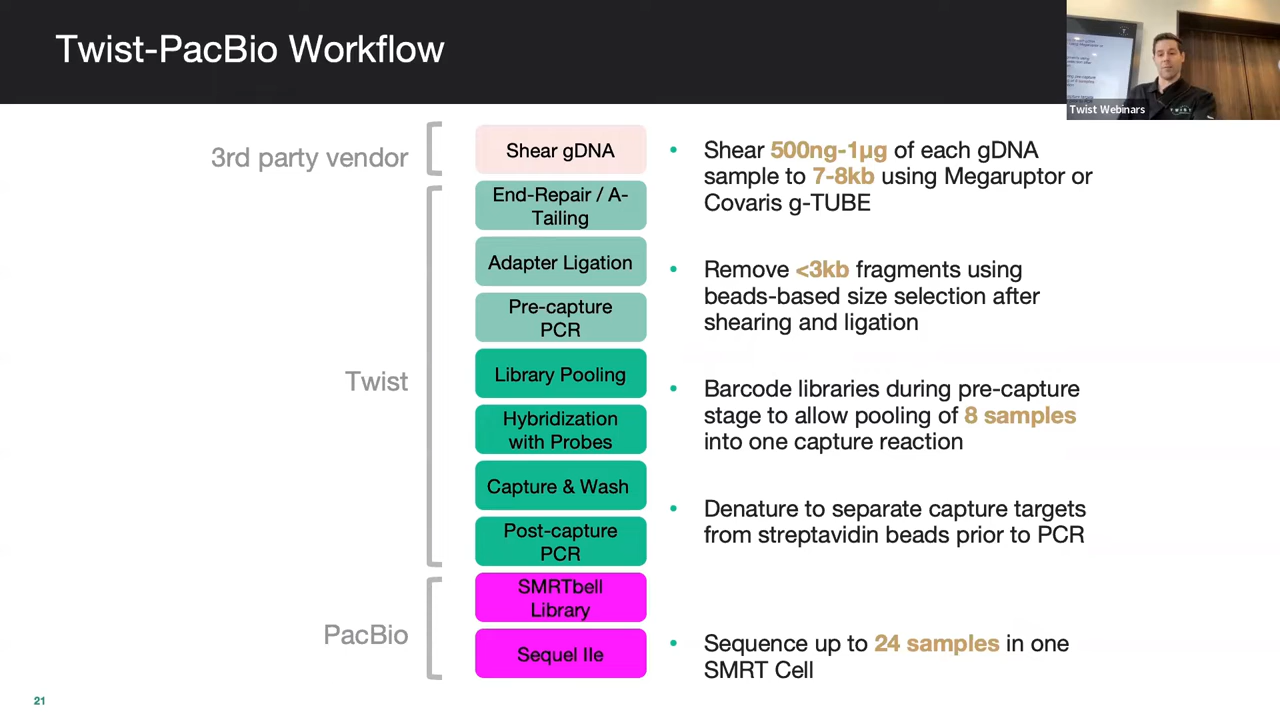 Twist-PacBio Workflow
Twist Webinars
TWIST
3rd party vendor
Twist
PacBio
Shear gDNA
End-Repair / A-
Tailing
Adapter Ligation
Pre-capture
PCR
Library Pooling
Hybridization
with Probes
Capture & Wash
Post-capture
PCR
SMRTbell
Library
Sequel IIe
• Shear 500ng-1µg of each gDNA
sample to 7-8kb using Megaruptor or
Covaris g-TUBE
• Remove <3kb fragments using
beads-based size selection after
shearing and ligation
• Barcode libraries during pre-capture
stage to allow pooling of 8 samples
into one capture reaction
• Denature to separate capture targets
from streptavidin beads prior to PCR
• Sequence up to 24 samples in one
SMRT Cell
21